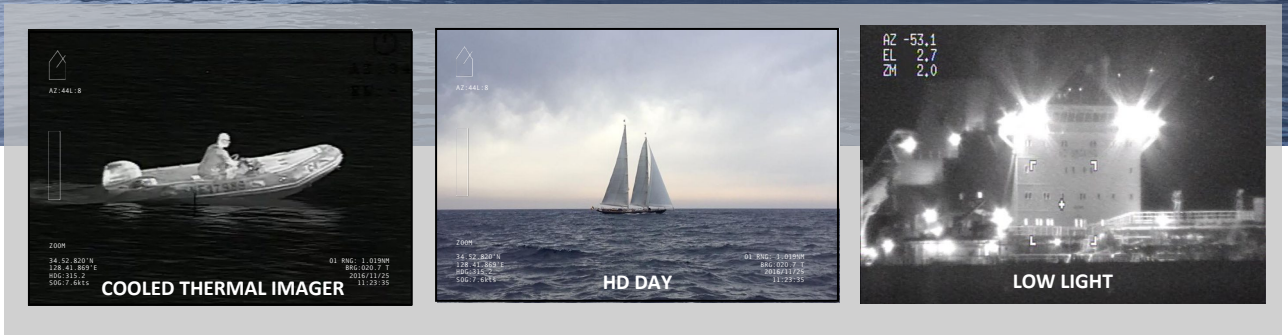 AZ:44L:8
ZOOM
34.52.820'N
128.41.869'E
HDG:315.2
SOG:7.6kts
O1 RNG: 1.019NM
BRG:020.7 T
2016/11/25
11:23:35
COOLED THERMAL IMAGER
AZ:44L:8
ZOOM
34.52.820'N
128.41.869'E
HDG:315.2
SOG:7.6kts
O1 RNG: 1.019NM
BRG:020.7 T
2016/11/25
11:23:35
HD DAY
AZ -53.1
EL 2.7
ZM 2.0
LOW LIGHT